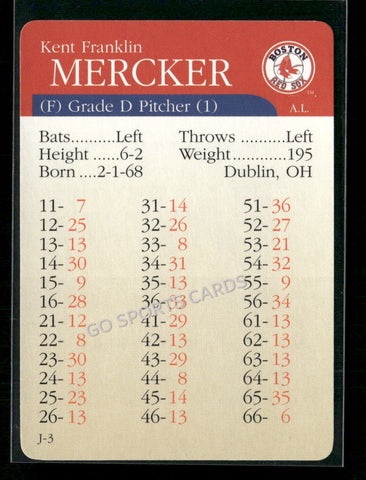 Kent Franklin
MERCKER
BOSTON
RED SOX
™
(F) Grade D Pitcher (1)
A.L.
Bats..........Left Throws ..........Left
Height ......6-2 Weight...........195
Born ....2-1-68 Dublin, OH
11- 7 31-14 51-36
12-25 32-26 52-27
13-13 33- 8 53-21
14-30 34-31 54-32
15- 9 35-14 55- 9
16-28 36-33 56-34
21-12 41-29 61-13
22- 8 42-13 62-13
23-30 43-29 63-13
24-13 44- 8 64-13
25-23 45-14 65- 8
26-13 46-13 66- 6
GO SPORTS CARDS
J-3